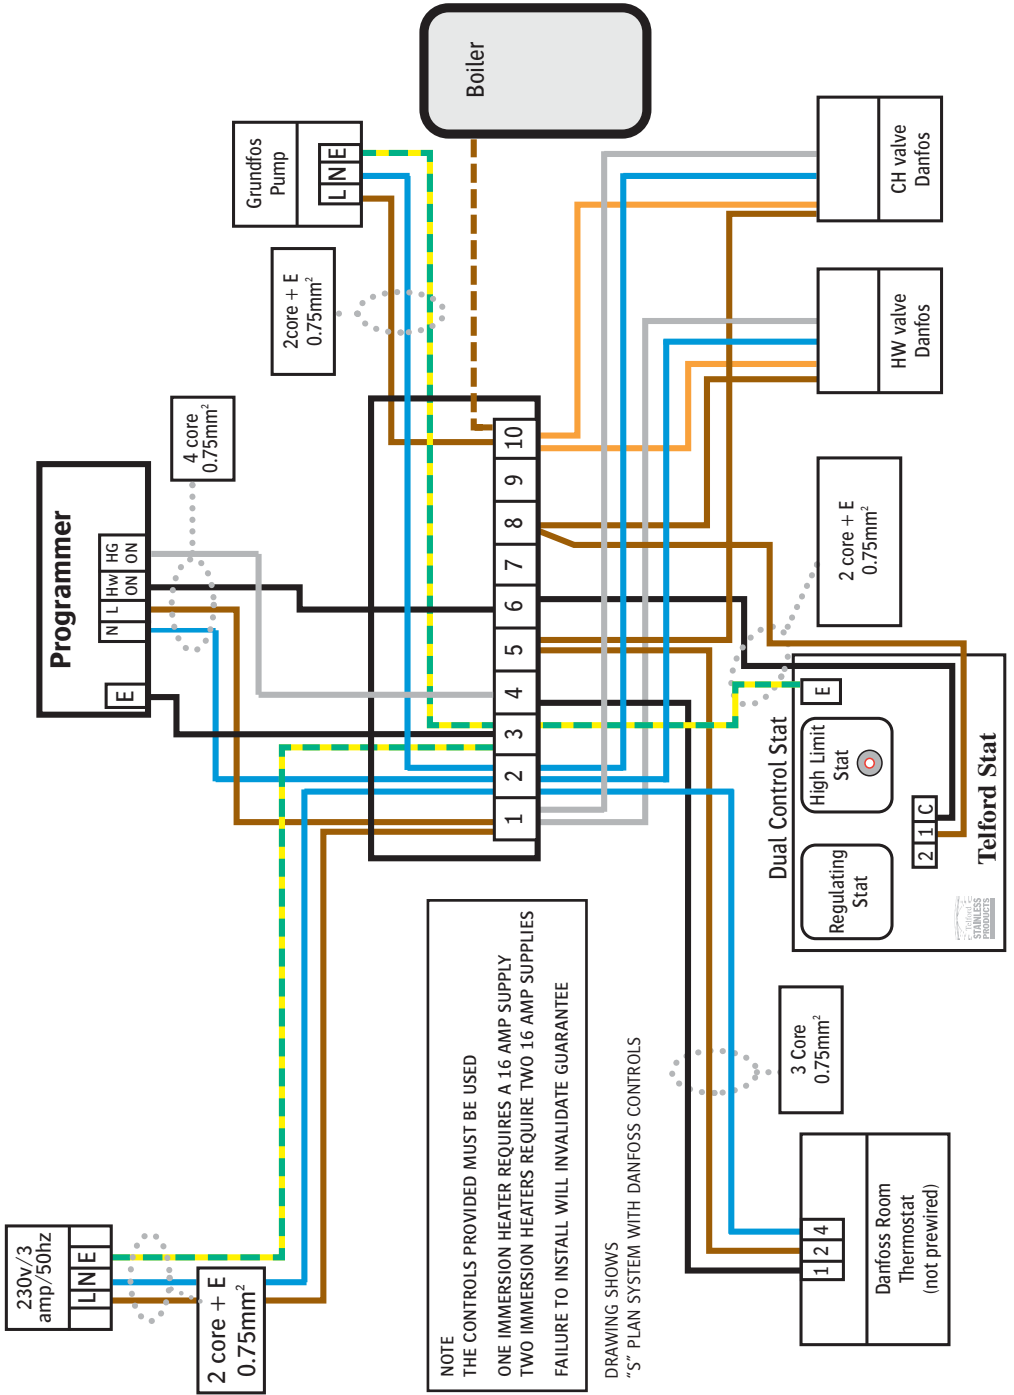 230v/3
amp/50hz
L N E
2 core + E
0.75mm²
Programmer
E
N
L
Hw
ON
HG
ON
4 core
0.75mm²
Grundfos
Pump
L N E
2core + E
0.75mm²
Boiler
1 2 3 4 5 6 7 8 9 10
NOTE
THE CONTROLS PROVIDED MUST BE USED
ONE IMMERSION HEATER REQUIRES A 16 AMP SUPPLY
TWO IMMERSION HEATERS REQUIRE TWO 16 AMP SUPPLIES
FAILURE TO INSTALL WILL INVALIDATE GUARANTEE
DRAWING SHOWS
"S" PLAN SYSTEM WITH DANFOSS CONTROLS
1 2 4
Danfoss Room
Thermostat
(not prewired)
3 Core
0.75mm²
Dual Control Stat
Regulating
Stat
High Limit
Stat
E
2 1 C
Telford
STAINLESS
PRODUCTS
Telford Stat
2 core + E
0.75mm²
HW valve
Danfos
CH valve
Danfos